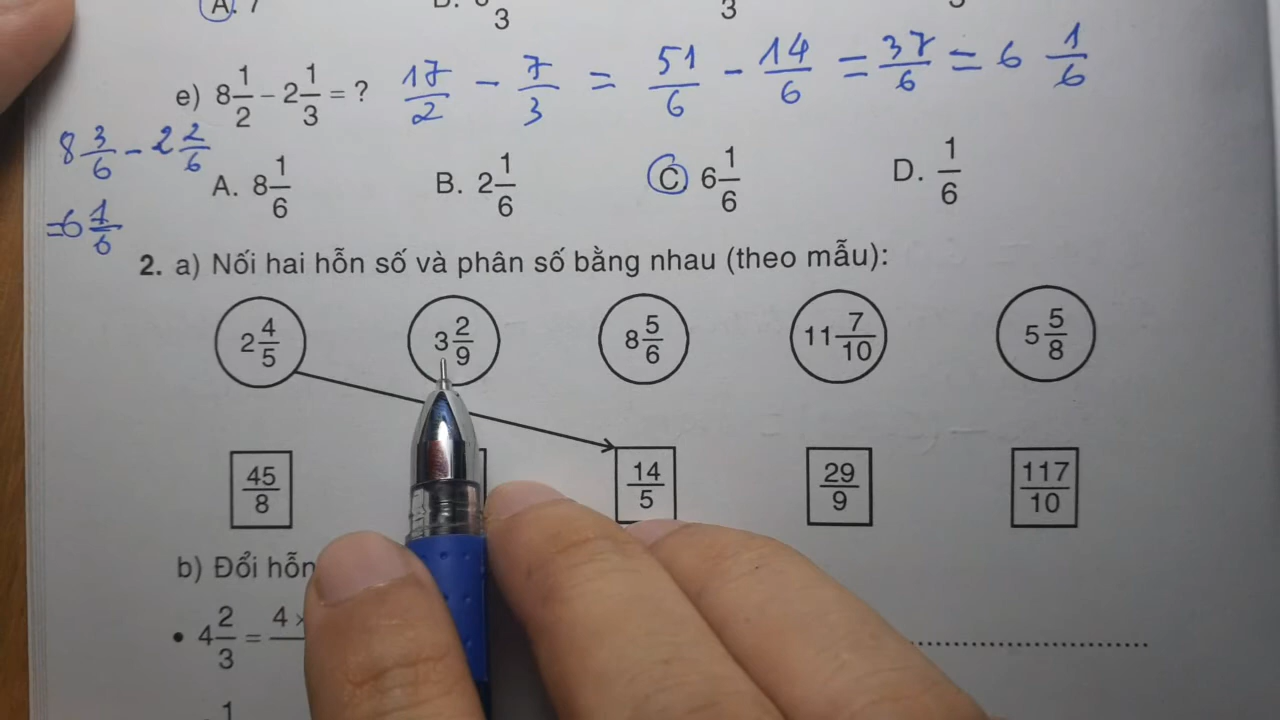 A. 7
3
3
e) 8 1/2 – 2 1/3 = ? 17/2 – 7/3 = 51/6 – 14/6 = 37/6 = 6 1/6
8 3/6 – 2 2/6
= 6 1/6
A. 8 1/6 B. 2 1/6 C. 6 1/6 D. 1/6
2. a) Nối hai hỗn số và phân số bằng nhau (theo mẫu):
2 4/5 3 2/9 8 5/6 11 7/10 5 5/8
45/8 14/5 29/9 117/10
b) Đổi hỗn
• 4 2/3 = 4 ×
1